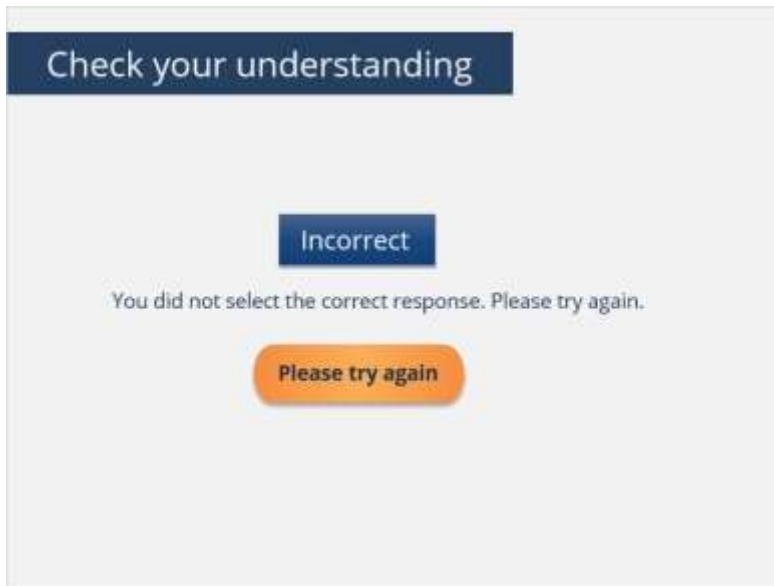 Check your understanding
Incorrect
You did not select the correct response. Please try again.
Please try again